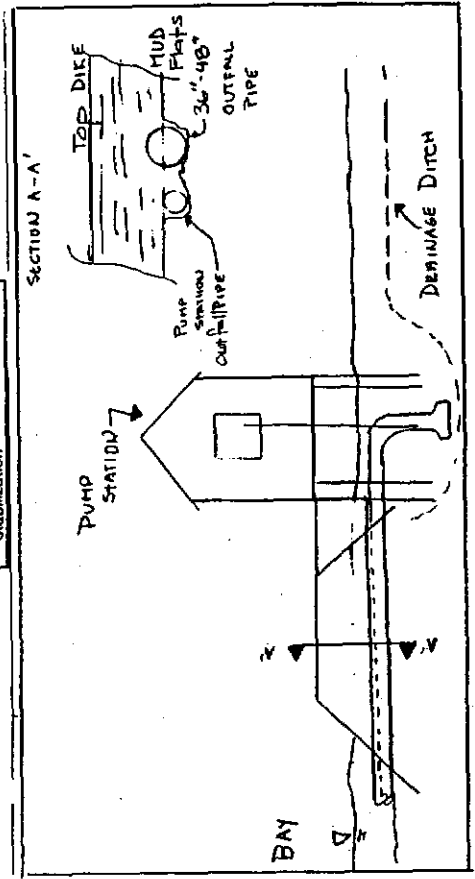 SECTION A-A'
TOP DIKE
MUD
Flats
36"-48"
OUTFALL
PIPE
PUMP
STATION
Outfall PIPE
PUMP
STATION
BAY
DRAINAGE DITCH